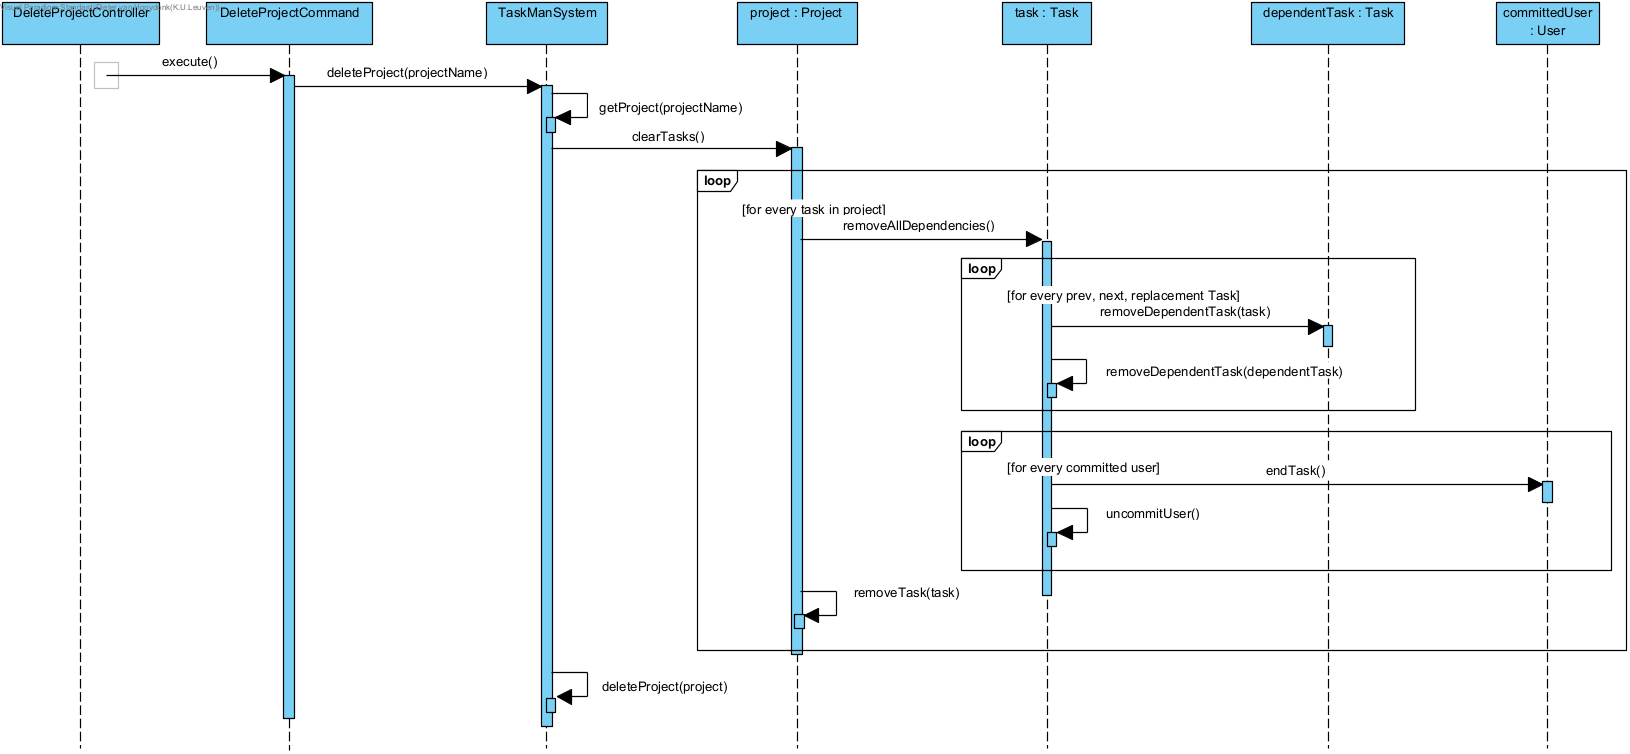 DeleteProjectController
DeleteProjectCommand
TaskManSystem
project : Project
task : Task
dependentTask : Task
committedUser
: User
execute()
deleteProject(projectName)
getProject(projectName)
clearTasks()
loop
[for every task in project]
removeAllDependencies()
loop
[for every prev, next, replacement Task]
removeDependentTask(task)
removeDependentTask(dependentTask)
loop
[for every committed user]
endTask()
uncommitUser()
removeTask(task)
deleteProject(project)